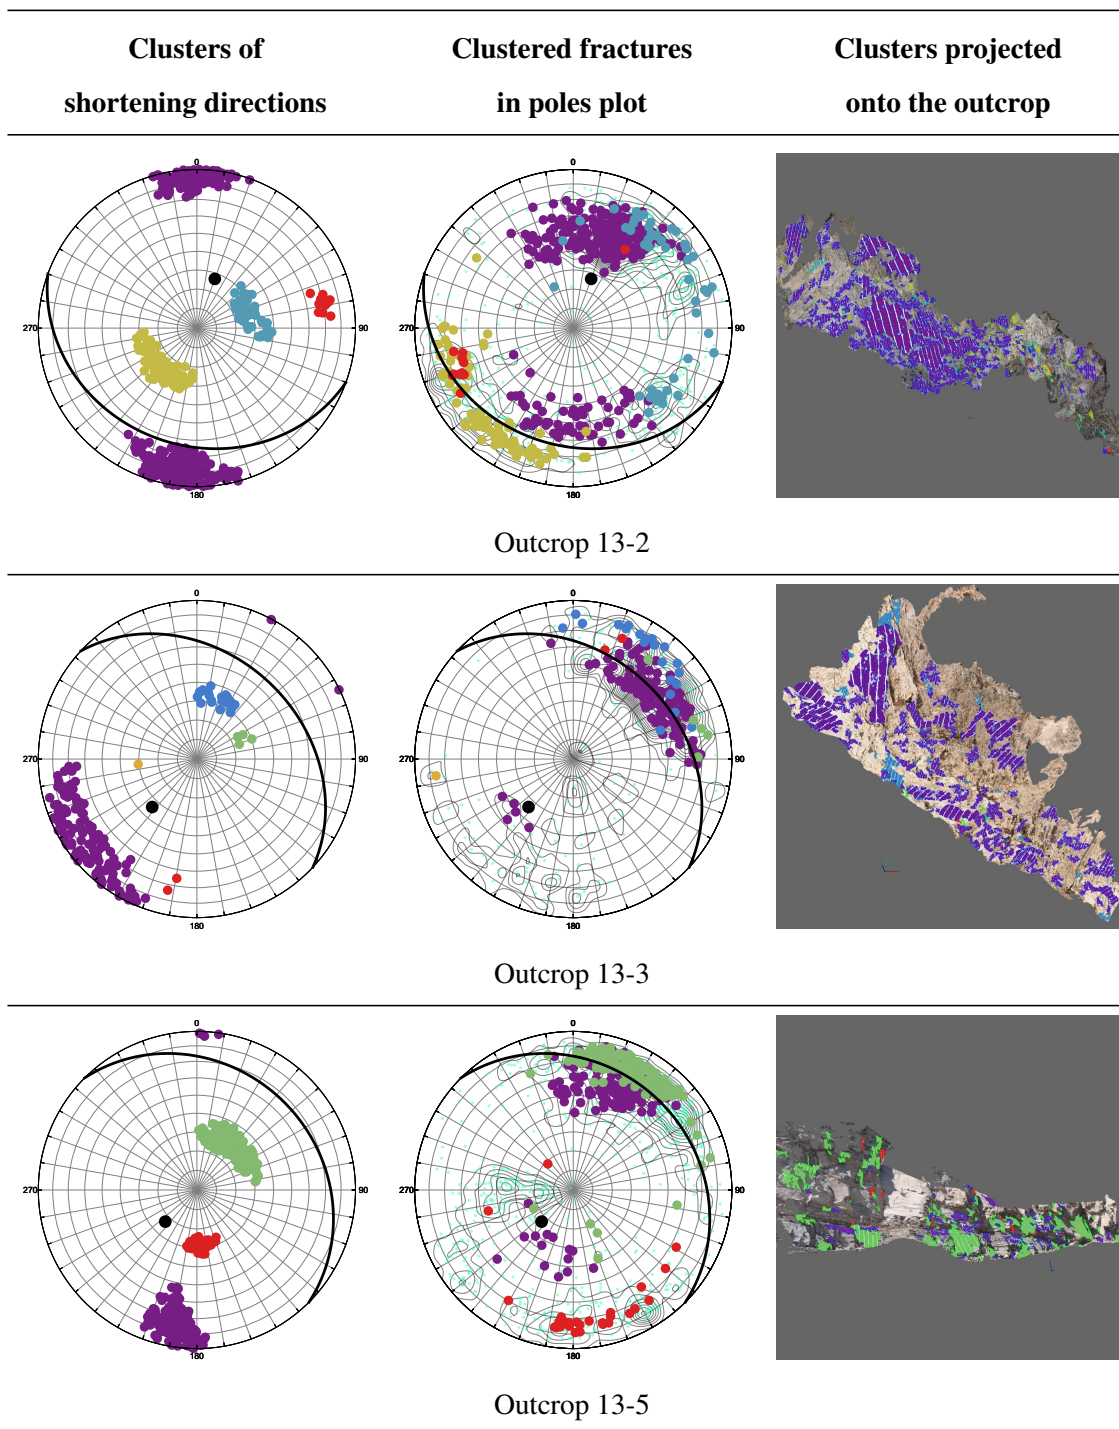 Clusters of
shortening directions
Clustered fractures
in poles plot
Clusters projected
onto the outcrop
0
270
90
180
0
270
90
180
Outcrop 13-2
0
270
90
180
0
270
90
180
Outcrop 13-3
0
270
90
180
0
270
90
180
Outcrop 13-5